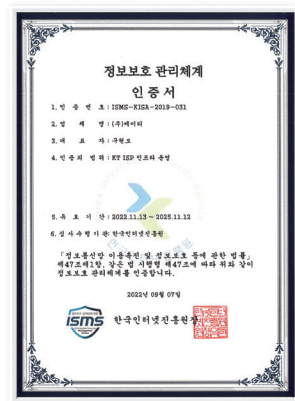 정보보호 관리체계
인 증 서
1. 인 증 번 호 : ISMS-KISA-2019-031
2. 업 체 명 : (주)케이티
3. 대 표 자 : 구현모
4. 인 증 의 범 위 : KT ISP 인프라 운영
5. 유 효 기 간 : 2022.11.13 ~ 2025.11.12
6. 심 사 수 행 기 관 : 한국인터넷진흥원
「정보통신망 이용촉진 및 정보보호 등에 관한 법률」
제47조제1항, 같은 법 시행령 제47조에 따라 위와 같이
정보보호 관리체계를 인증합니다.
2022년 09월 07일
ISMS
한국인터넷진흥원장